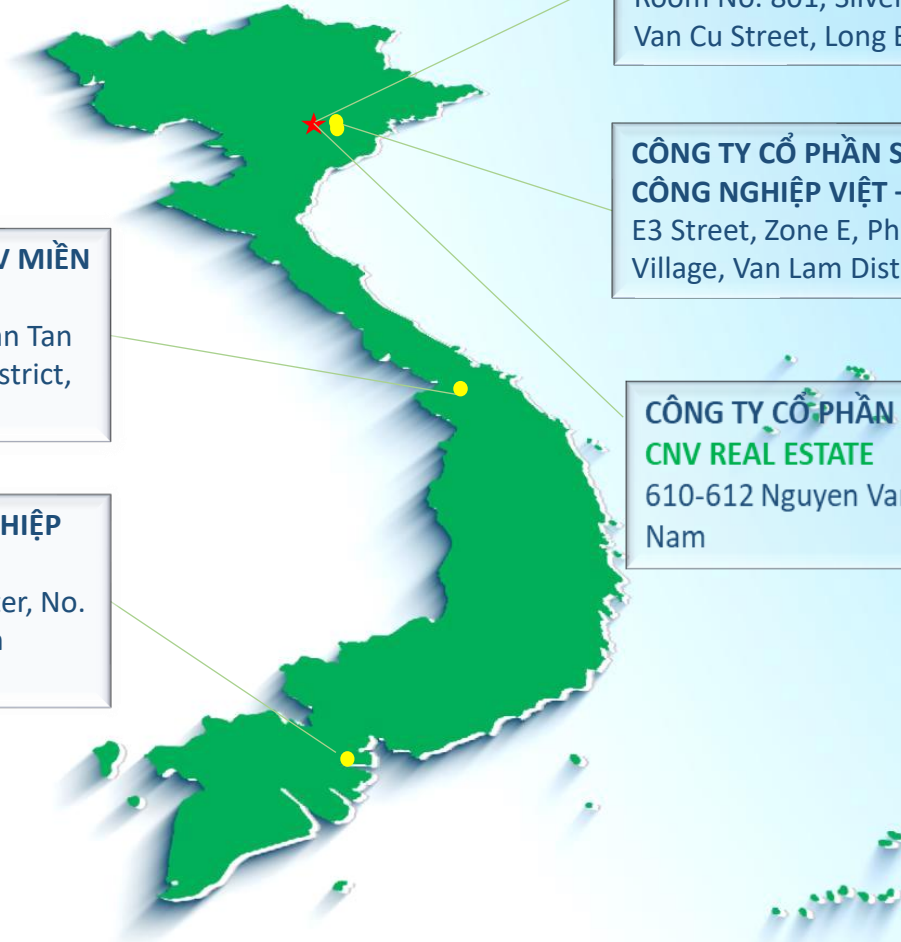 Room No. 801, Silver
Van Cu Street, Long B
CÔNG TY CỔ PHẦN S
CÔNG NGHIỆP VIỆT -
E3 Street, Zone E, Ph
Village, Van Lam Dist
V MIỀN
an Tan
strict,
CÔNG TY CỔ PHẦN
CNV REAL ESTATE
610-612 Nguyen Van
Nam
HIỆP
ter, No.